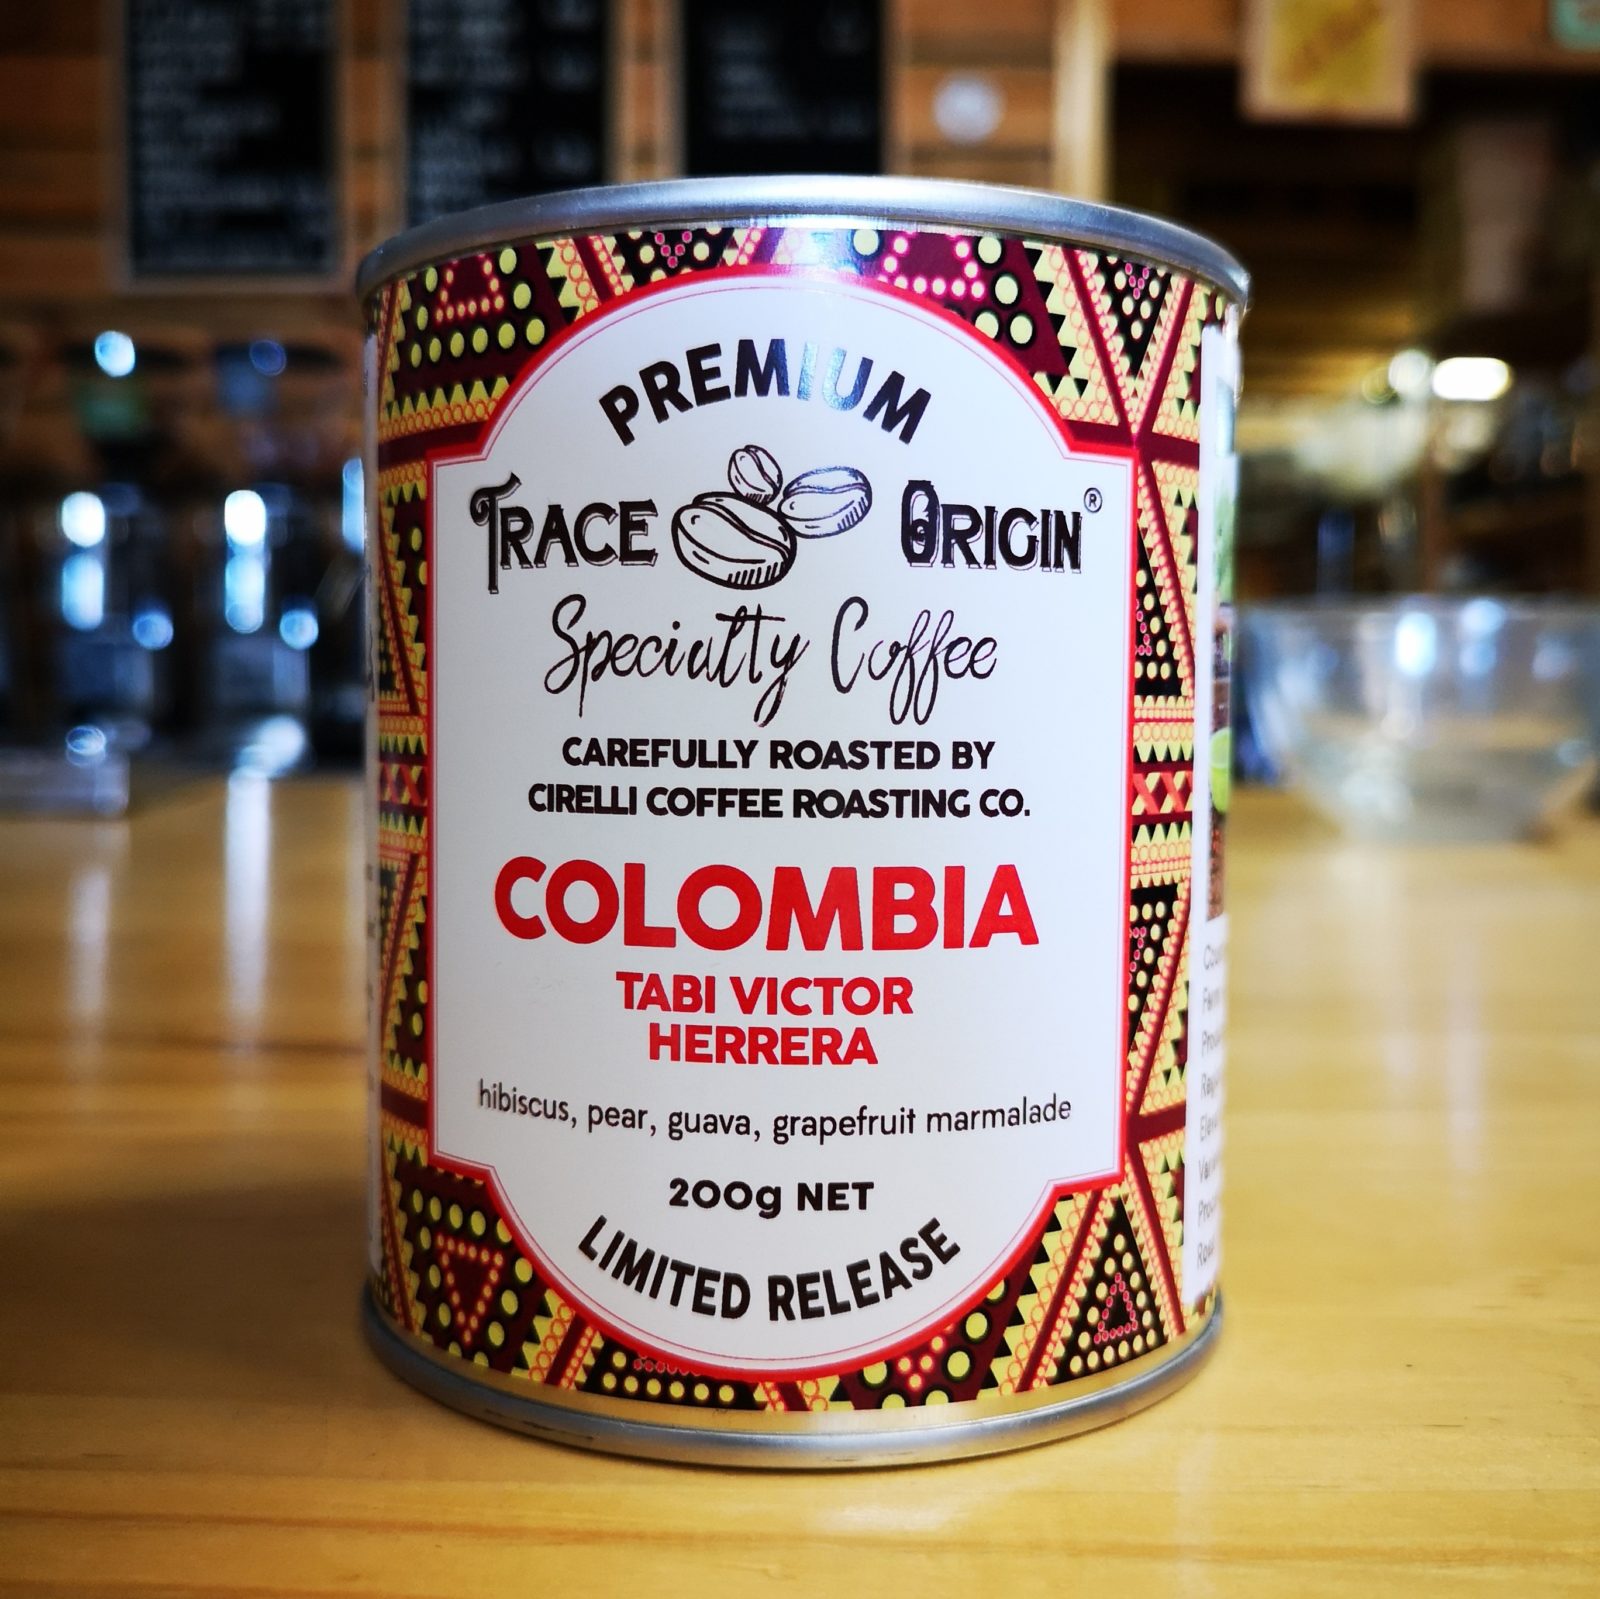 PREMIUM
TRACE ORIGIN®
Specialty Coffee
CAREFULLY ROASTED BY
CIRELLI COFFEE ROASTING CO.
COLOMBIA
TABI VICTOR
HERRERA
hibiscus, pear, guava, grapefruit marmalade
200g NET
LIMITED RELEASE